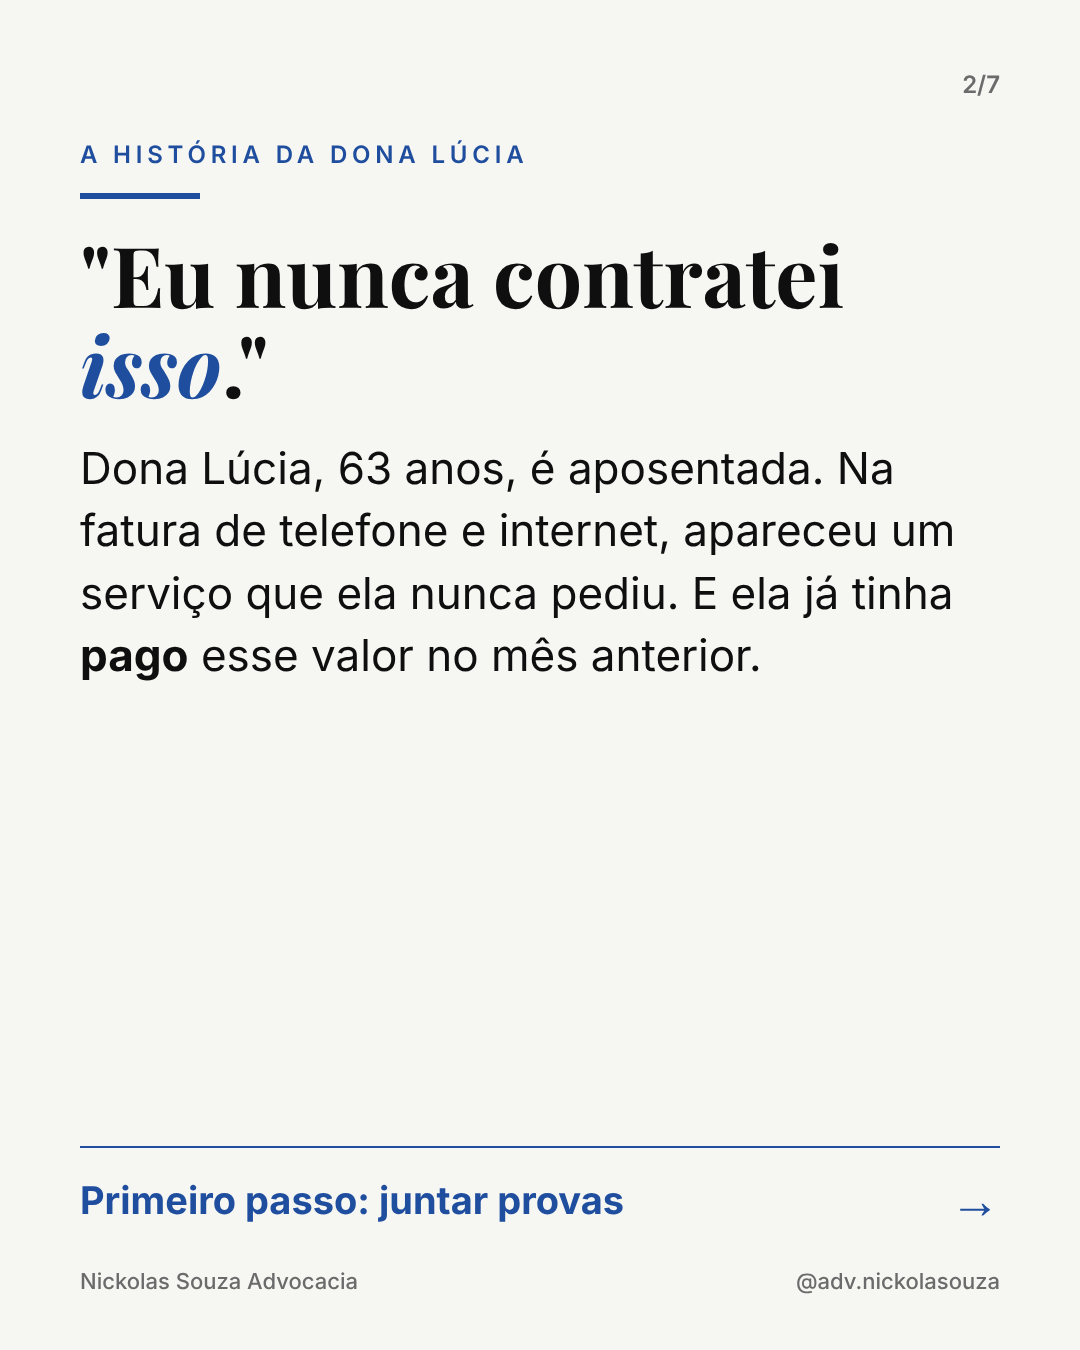 2/7
A HISTÓRIA DA DONA LÚCIA
"Eu nunca contratei
isso."
Dona Lúcia, 63 anos, é aposentada. Na
fatura de telefone e internet, apareceu um
serviço que ela nunca pediu. E ela já tinha
pago esse valor no mês anterior.
Primeiro passo: juntar provas →
Nickolas Souza Advocacia
@adv.nickolasouza